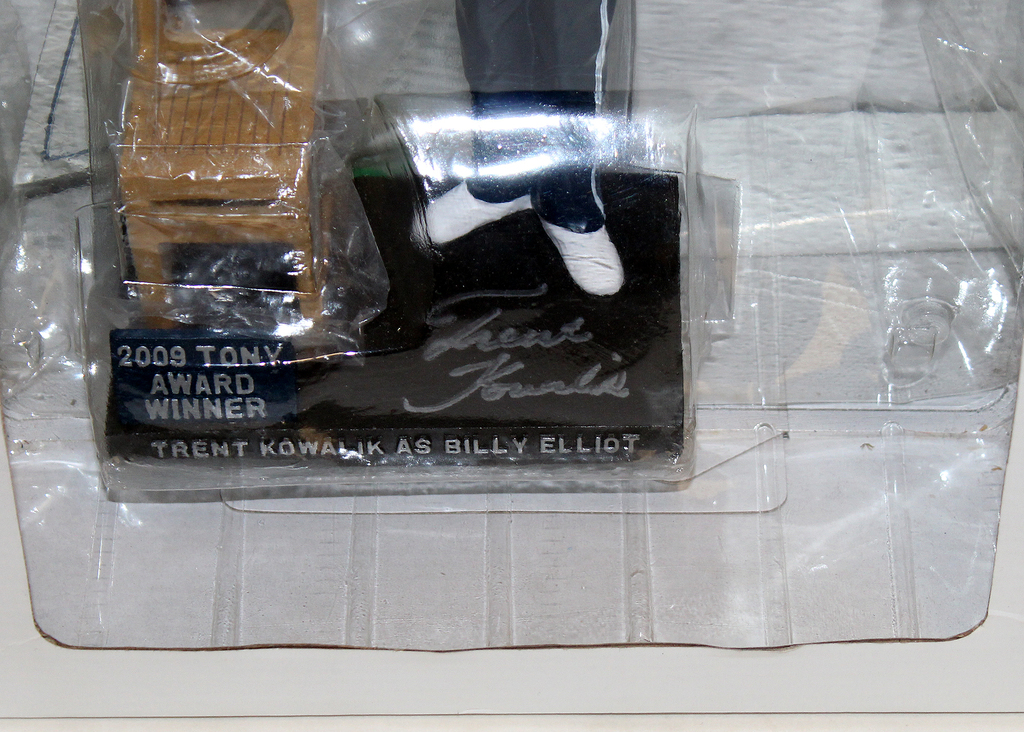 2009 TONY
AWARD
WINNER
Trent
Kowalik
TRENT KOWALIK AS BILLY ELLIOT